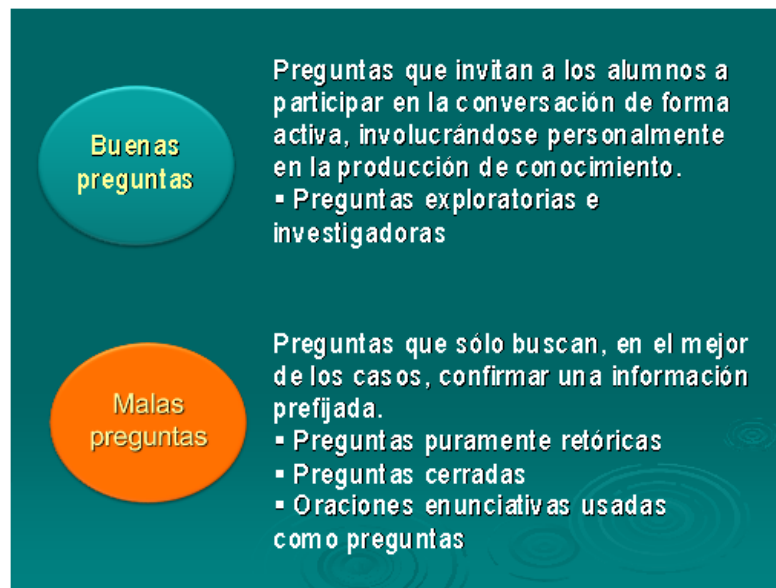 Buenas
preguntas
Preguntas que invitan a los alumnos a
participar en la conversación de forma
activa, involucrándose personalmente
en la producción de conocimiento.
▪ Preguntas exploratorias e
investigadoras
Malas
preguntas
Preguntas que sólo buscan, en el mejor
de los casos, confirmar una información
prefijada.
▪ Preguntas puramente retóricas
▪ Preguntas cerradas
▪ Oraciones enunciativas usadas
como preguntas